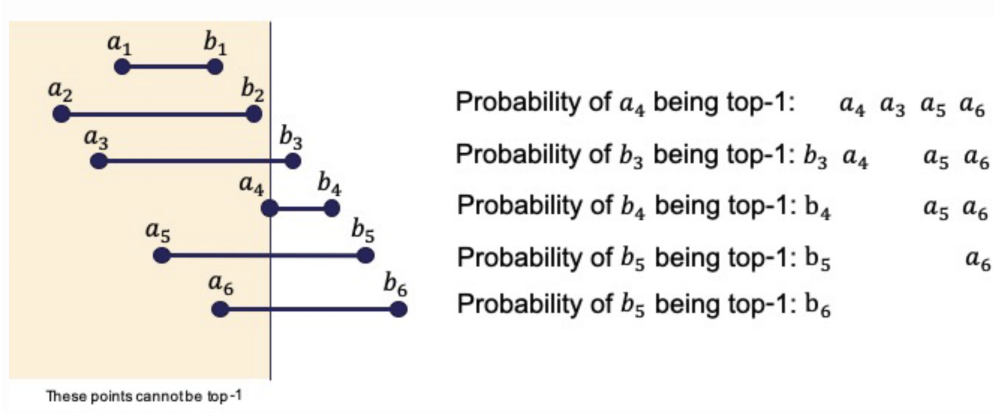 a₁ b₁
a₂ b₂
a₃ b₃
a₄ b₄
a₅ b₅
a₆ b₆
These points cannotbe top-1
Probability of a₄ being top-1: a₄ a₃ a₅ a₆
Probability of b₃ being top-1: b₃ a₄ a₅ a₆
Probability of b₄ being top-1: b₄ a₅ a₆
Probability of b₅ being top-1: b₅ a₆
Probability of b₅ being top-1: b₆